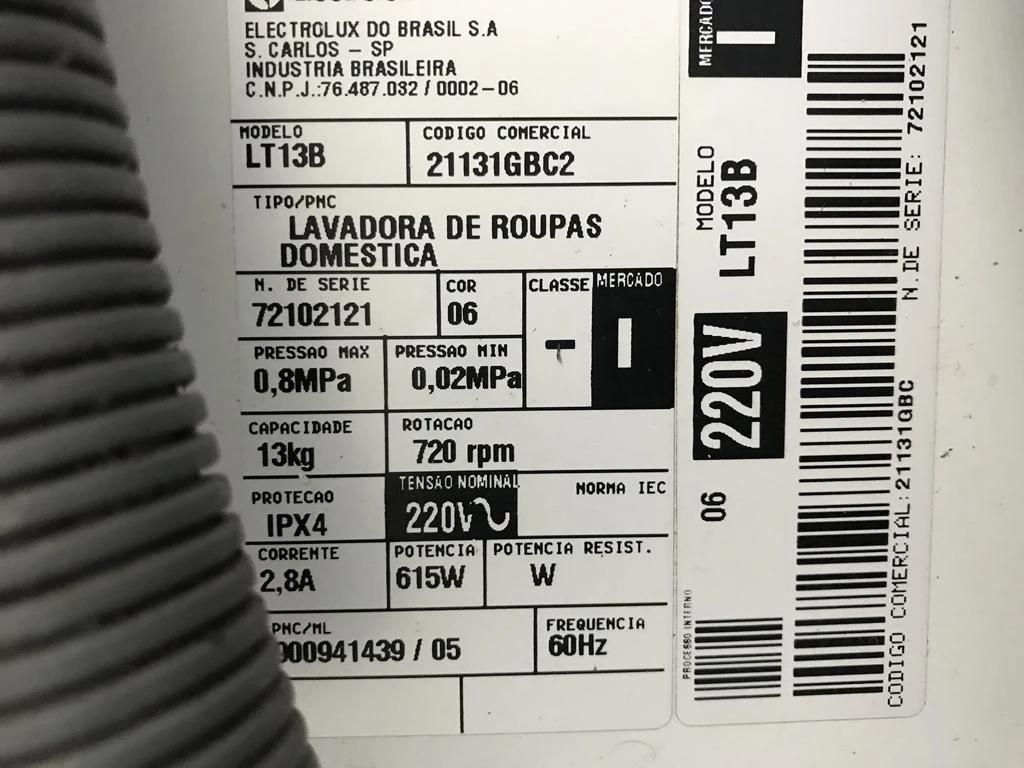 ELECTROLUX DO BRASIL S.A
S. CARLOS – SP
INDUSTRIA BRASILEIRA
C.N.P.J.:76.487.032 / 0002–06
MODELO
LT13B
CODIGO COMERCIAL
21131GBC2
TIPO/PNC
LAVADORA DE ROUPAS
DOMESTICA
N. DE SERIE
72102121
COR
06
CLASSE
-
MERCADO
I
PRESSAO MAX
0,8MPa
PRESSAO MIN
0,02MPa
CAPACIDADE
13kg
ROTACAO
720 rpm
PROTECAO
IPX4
TENSAO NOMINAL
220V
NORMA IEC
CORRENTE
2,8A
POTENCIA
615W
POTENCIA RESIST.
W
PNC/ML
00941439 / 05
FREQUENCIA
60Hz
MERCADO
I
MODELO
LT13B
220V
06
PROCESSO INTERNO
N.DE SERIE: 72102121
CODIGO COMERCIAL:21131GBC